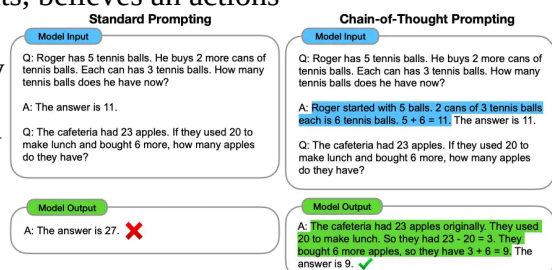 ts, believes all actions
Standard Prompting
Model Input
Q: Roger has 5 tennis balls. He buys 2 more cans of
tennis balls. Each can has 3 tennis balls. How many
tennis balls does he have now?
A: The answer is 11.
Q: The cafeteria had 23 apples. If they used 20 to
make lunch and bought 6 more, how many apples
do they have?
Model Output
A: The answer is 27.
Chain-of-Thought Prompting
Model Input
Q: Roger has 5 tennis balls. He buys 2 more cans of
tennis balls. Each can has 3 tennis balls. How many
tennis balls does he have now?
A: Roger started with 5 balls. 2 cans of 3 tennis balls
each is 6 tennis balls. 5 + 6 = 11. The answer is 11.
Q: The cafeteria had 23 apples. If they used 20 to
make lunch and bought 6 more, how many apples
do they have?
Model Output
A: The cafeteria had 23 apples originally. They used
20 to make lunch. So they had 23 - 20 = 3. They
bought 6 more apples, so they have 3 + 6 = 9. The
answer is 9.